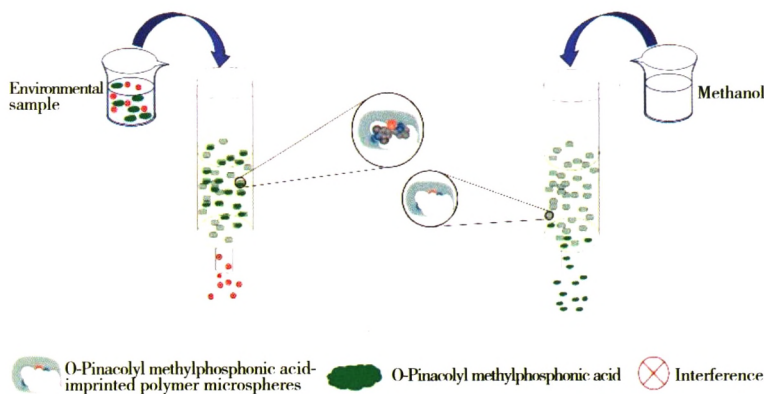 Environmental
sample
Methanol
O-Pinacolyl methylphosphonic acid-
imprinted polymer microspheres
O-Pinacolyl methylphosphonic acid
Interference